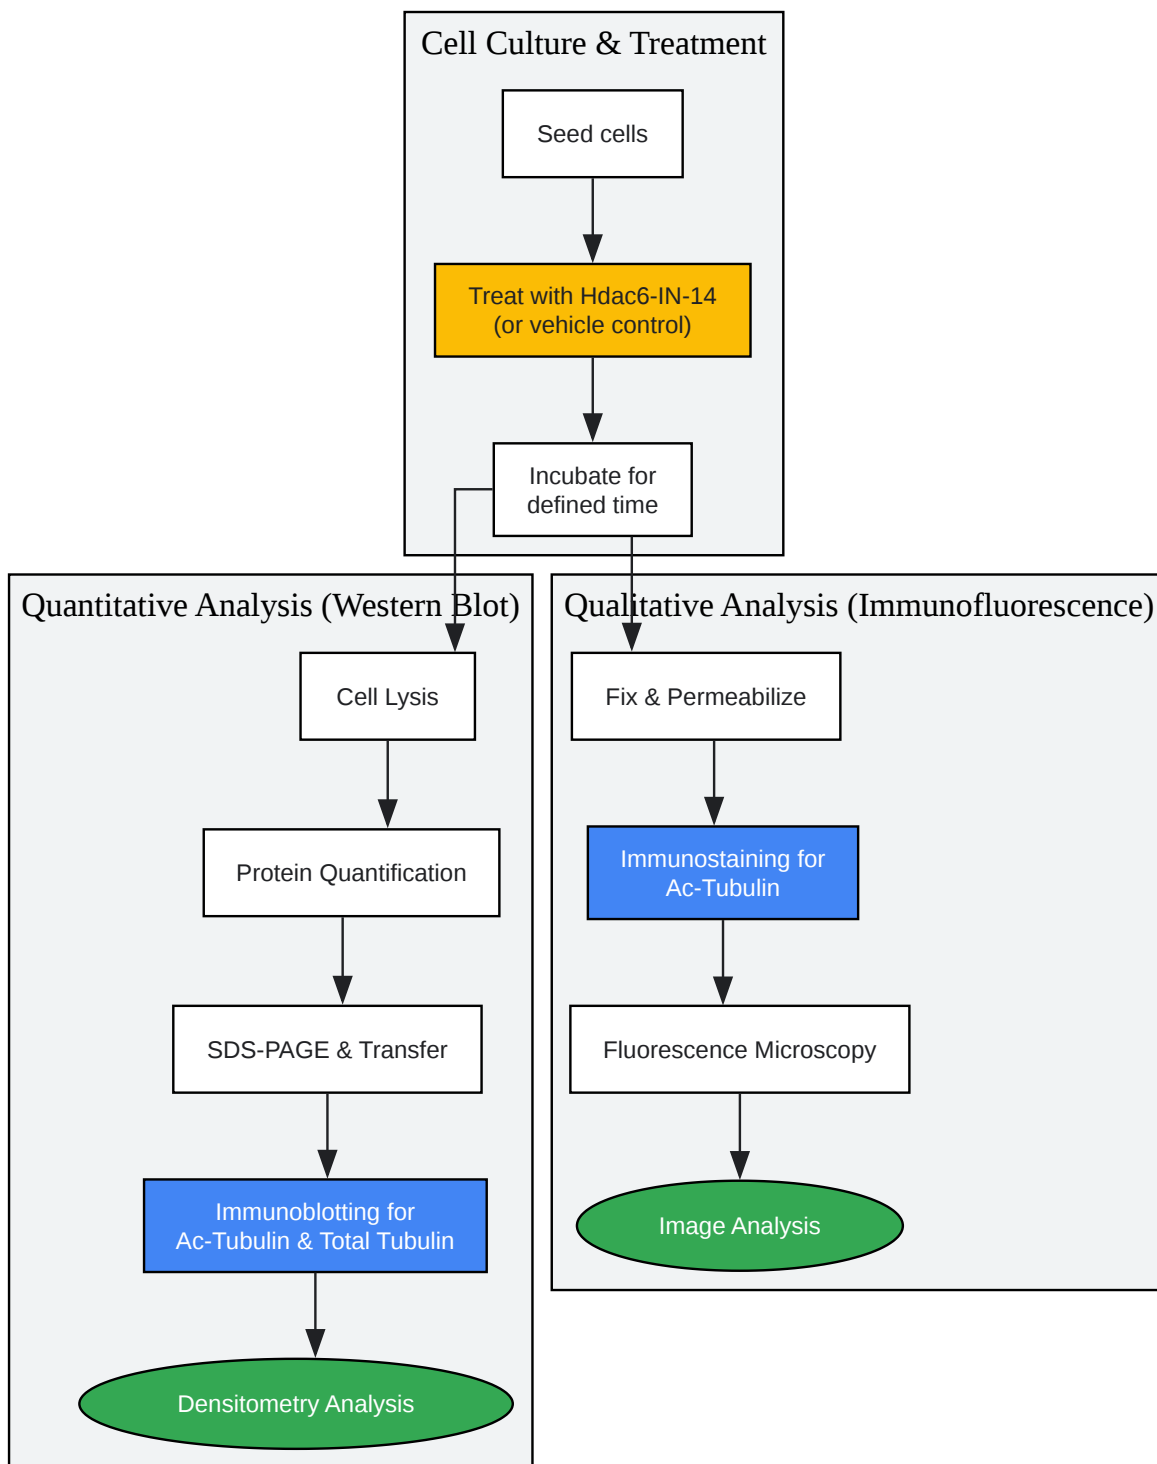 Cell Culture & Treatment
Seed cells
Treat with Hdac6-IN-14
(or vehicle control)
Incubate for
defined time
Quantitative Analysis (Western Blot)
Cell Lysis
Protein Quantification
SDS-PAGE & Transfer
Immunoblotting for
Ac-Tubulin & Total Tubulin
Densitometry Analysis
Qualitative Analysis (Immunofluorescence)
Fix & Permeabilize
Immunostaining for
Ac-Tubulin
Fluorescence Microscopy
Image Analysis